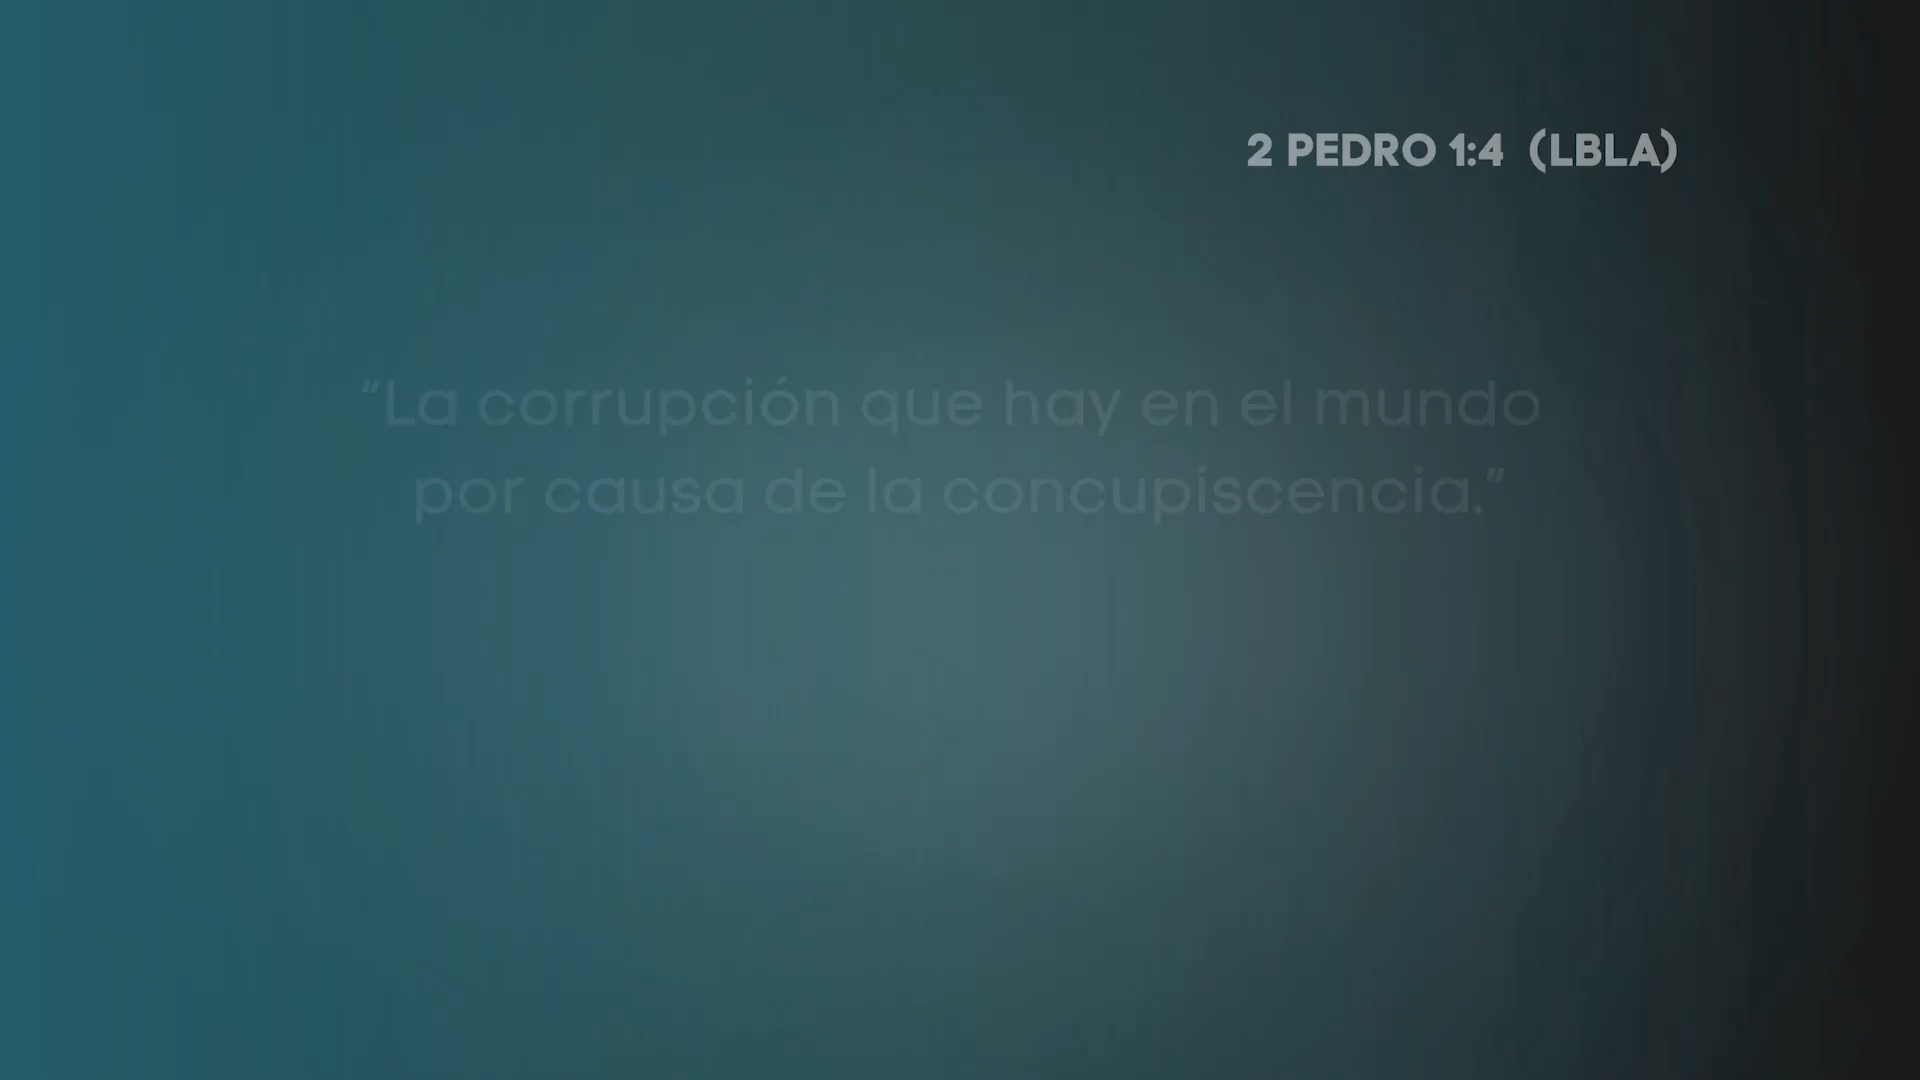 2 PEDRO 1:4 (LBLA)
“La corrupción que hay en el mundo
por causa de la concupiscencia.”